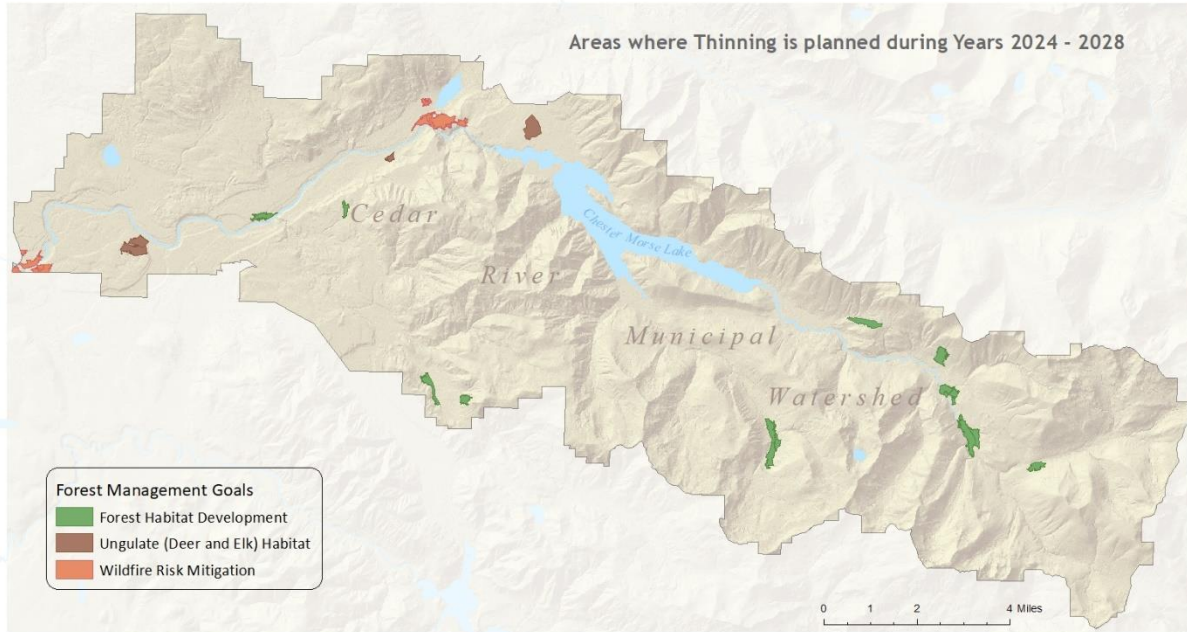 Areas where Thinning is planned during Years 2024 - 2028
Cedar
River
Chester Morse Lake
Municipal
Watershed
Forest Management Goals
Forest Habitat Development
Ungulate (Deer and Elk) Habitat
Wildfire Risk Mitigation
0 1 2 4 Miles